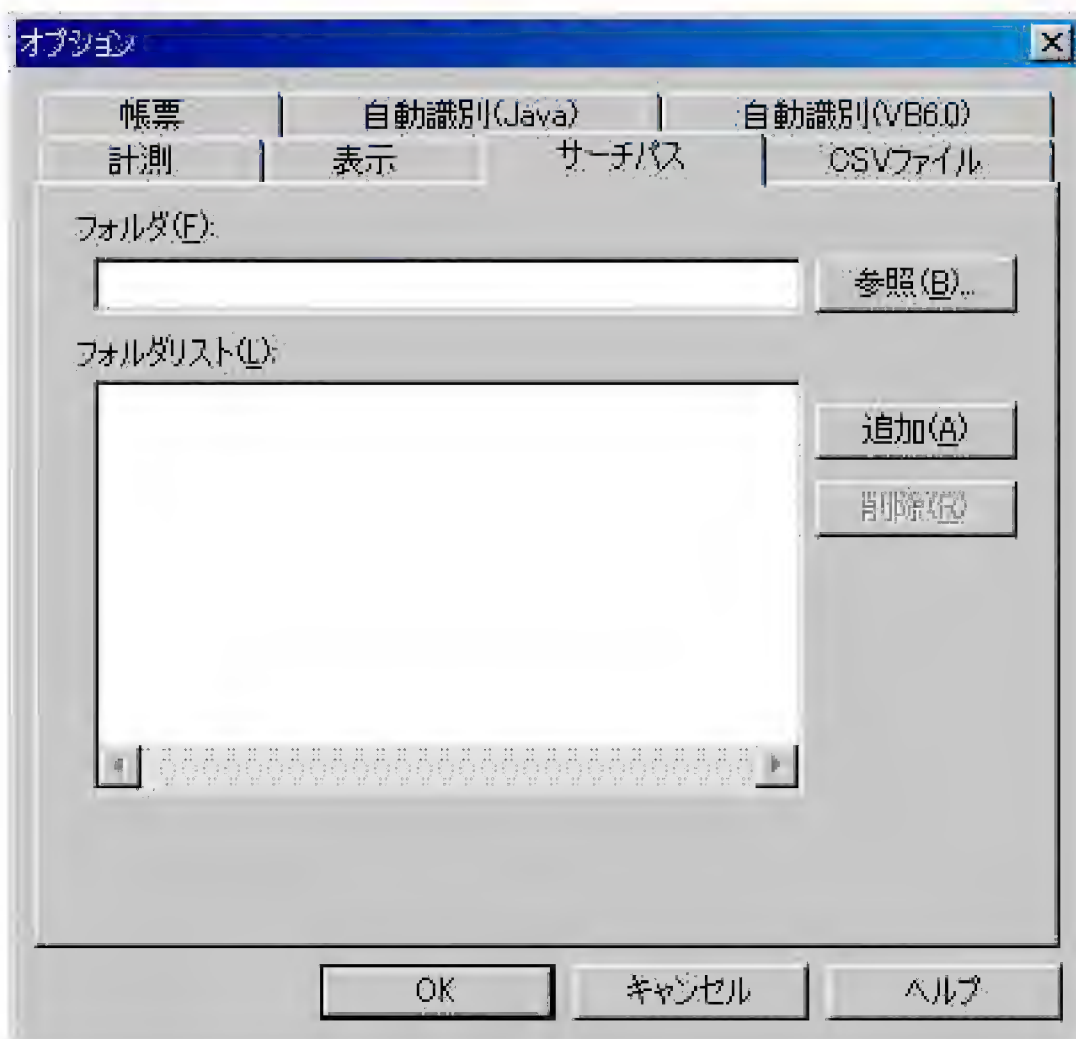 オプション
帳票 自動識別(Java) 自動識別(VB6.0)
計測 表示 サーチパス CSVファイル
フォルダ(F):
参照(B)...
フォルダリスト(L):
追加(A)
削除(R)
OK キャンセル ヘルプ